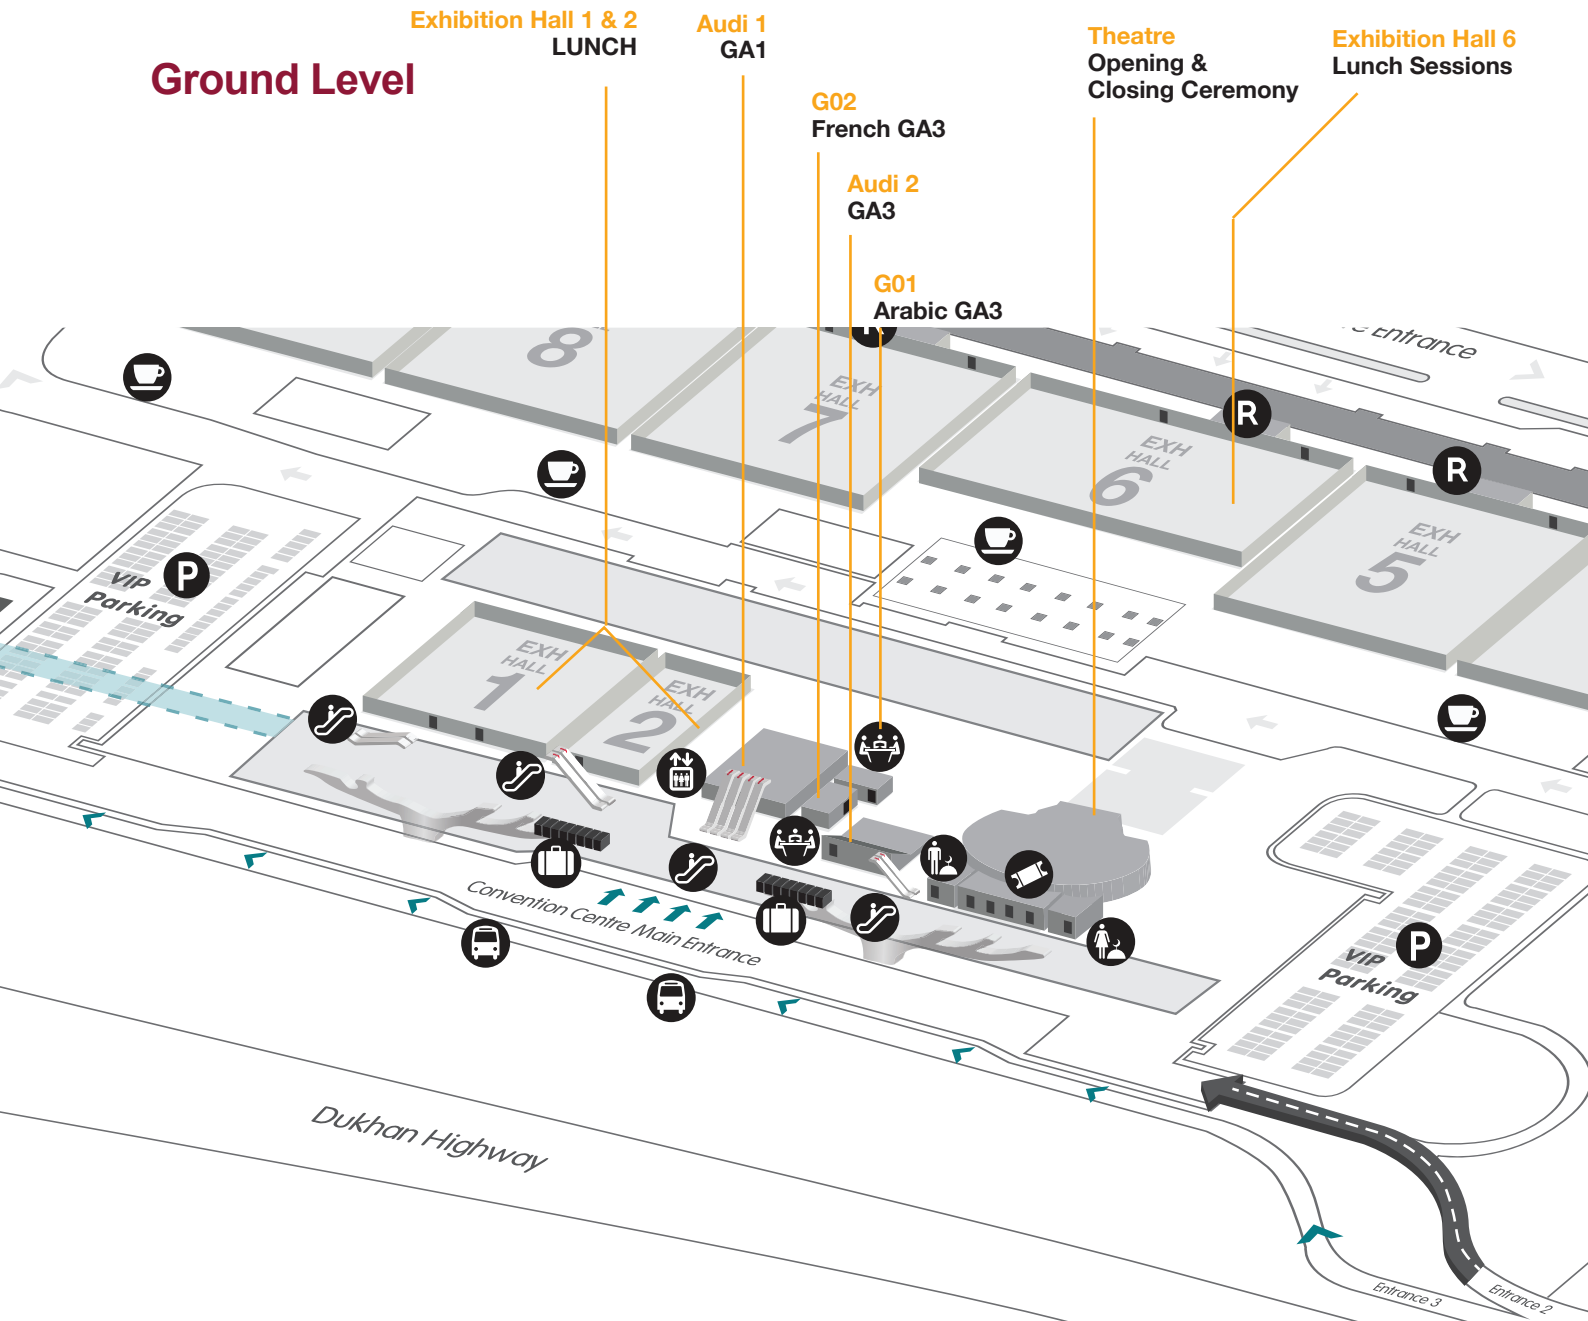 Exhibition Hall 1 & 2
LUNCH
Audi 1
GA1
Theatre
Opening &
Closing Ceremony
Exhibition Hall 6
Lunch Sessions
Ground Level
G02
French GA3
Audi 2
GA3
G01
Arabic GA3
Entrance
8
EXH
HALL
7
R
EXH
HALL
6
R
EXH
HALL
5
VIP
Parking
P
EXH
HALL
1
EXH
HALL
2
Convention Centre Main Entrance
VIP
Parking
P
Dukhan Highway
Entrance 3
Entrance 2